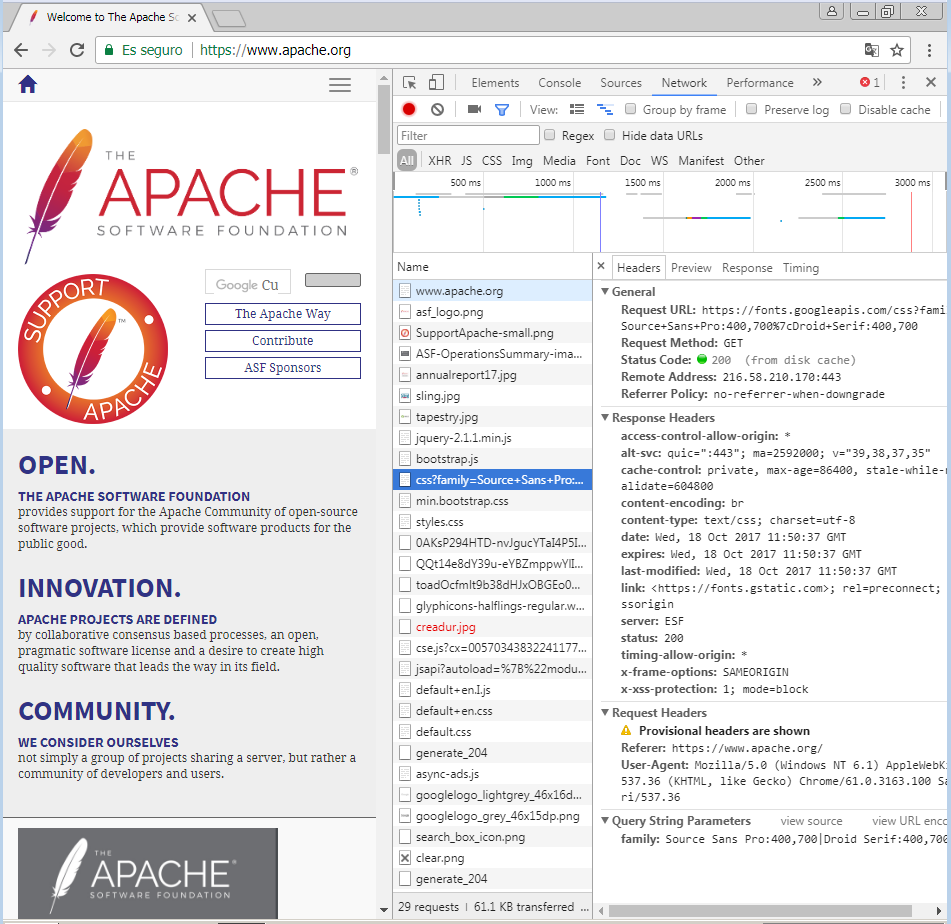 Welcome to The Apache So
Es seguro
https://www.apache.org
THE
APACHE®
SOFTWARE FOUNDATION
SUPPORT
APACHE
TM
Google Cu
The Apache Way
Contribute
ASF Sponsors
OPEN.
THE APACHE SOFTWARE FOUNDATION
provides support for the Apache Community of open-source
software projects, which provide software products for the
public good.
INNOVATION.
APACHE PROJECTS ARE DEFINED
by collaborative consensus based processes, an open,
pragmatic software license and a desire to create high
quality software that leads the way in its field.
COMMUNITY.
WE CONSIDER OURSELVES
not simply a group of projects sharing a server, but rather a
community of developers and users.
THE
APACHE®
SOFTWARE FOUNDATION
Elements Console Sources Network Performance » 1
View: Group by frame Preserve log Disable cache
Filter Regex Hide data URLs
All XHR JS CSS Img Media Font Doc WS Manifest Other
500 ms 1000 ms 1500 ms 2000 ms 2500 ms 3000 ms
Name
www.apache.org
asf_logo.png
SupportApache-small.png
ASF-OperationsSummary-ima...
annualreport17.jpg
sling.jpg
tapestry.jpg
jquery-2.1.1.min.js
bootstrap.js
css?family=Source+Sans+Pro:...
min.bootstrap.css
styles.css
0AKsP294HTD-nvJgucYTaI4P5I...
QQt14e8dY39u-eYBZmppwYlI...
toadOcfmlt9b38dHJxOBGEo0...
glyphicons-halflings-regular.w...
creadur.jpg
cse.js?cx=00570343832241177...
jsapi?autoload=%7B%22modu...
default+en.I.js
default+en.css
default.css
generate_204
async-ads.js
googlelogo_lightgrey_46x16d...
googlelogo_grey_46x15dp.png
search_box_icon.png
clear.png
generate_204
29 requests | 61.1 KB transferred ...
Headers Preview Response Timing
General
Request URL: https://fonts.googleapis.com/css?fami
Source+Sans+Pro:400,700%7cDroid+Serif:400,700
Request Method: GET
Status Code: 200 (from disk cache)
Remote Address: 216.58.210.170:443
Referrer Policy: no-referrer-when-downgrade
Response Headers
access-control-allow-origin: *
alt-svc: quic=":443"; ma=2592000; v="39,38,37,35"
cache-control: private, max-age=86400, stale-while-r
alidate=604800
content-encoding: br
content-type: text/css; charset=utf-8
date: Wed, 18 Oct 2017 11:50:37 GMT
expires: Wed, 18 Oct 2017 11:50:37 GMT
last-modified: Wed, 18 Oct 2017 11:50:37 GMT
link: <https://fonts.gstatic.com>; rel=preconnect;
ssorigin
server: ESF
status: 200
timing-allow-origin: *
x-frame-options: SAMEORIGIN
x-xss-protection: 1; mode=block
Request Headers
Provisional headers are shown
Referer: https://www.apache.org/
User-Agent: Mozilla/5.0 (Windows NT 6.1) AppleWebKi
537.36 (KHTML, like Gecko) Chrome/61.0.3163.100 Sa
ri/537.36
Query String Parameters view source view URL enco
family: Source Sans Pro:400,700|Droid Serif:400,700